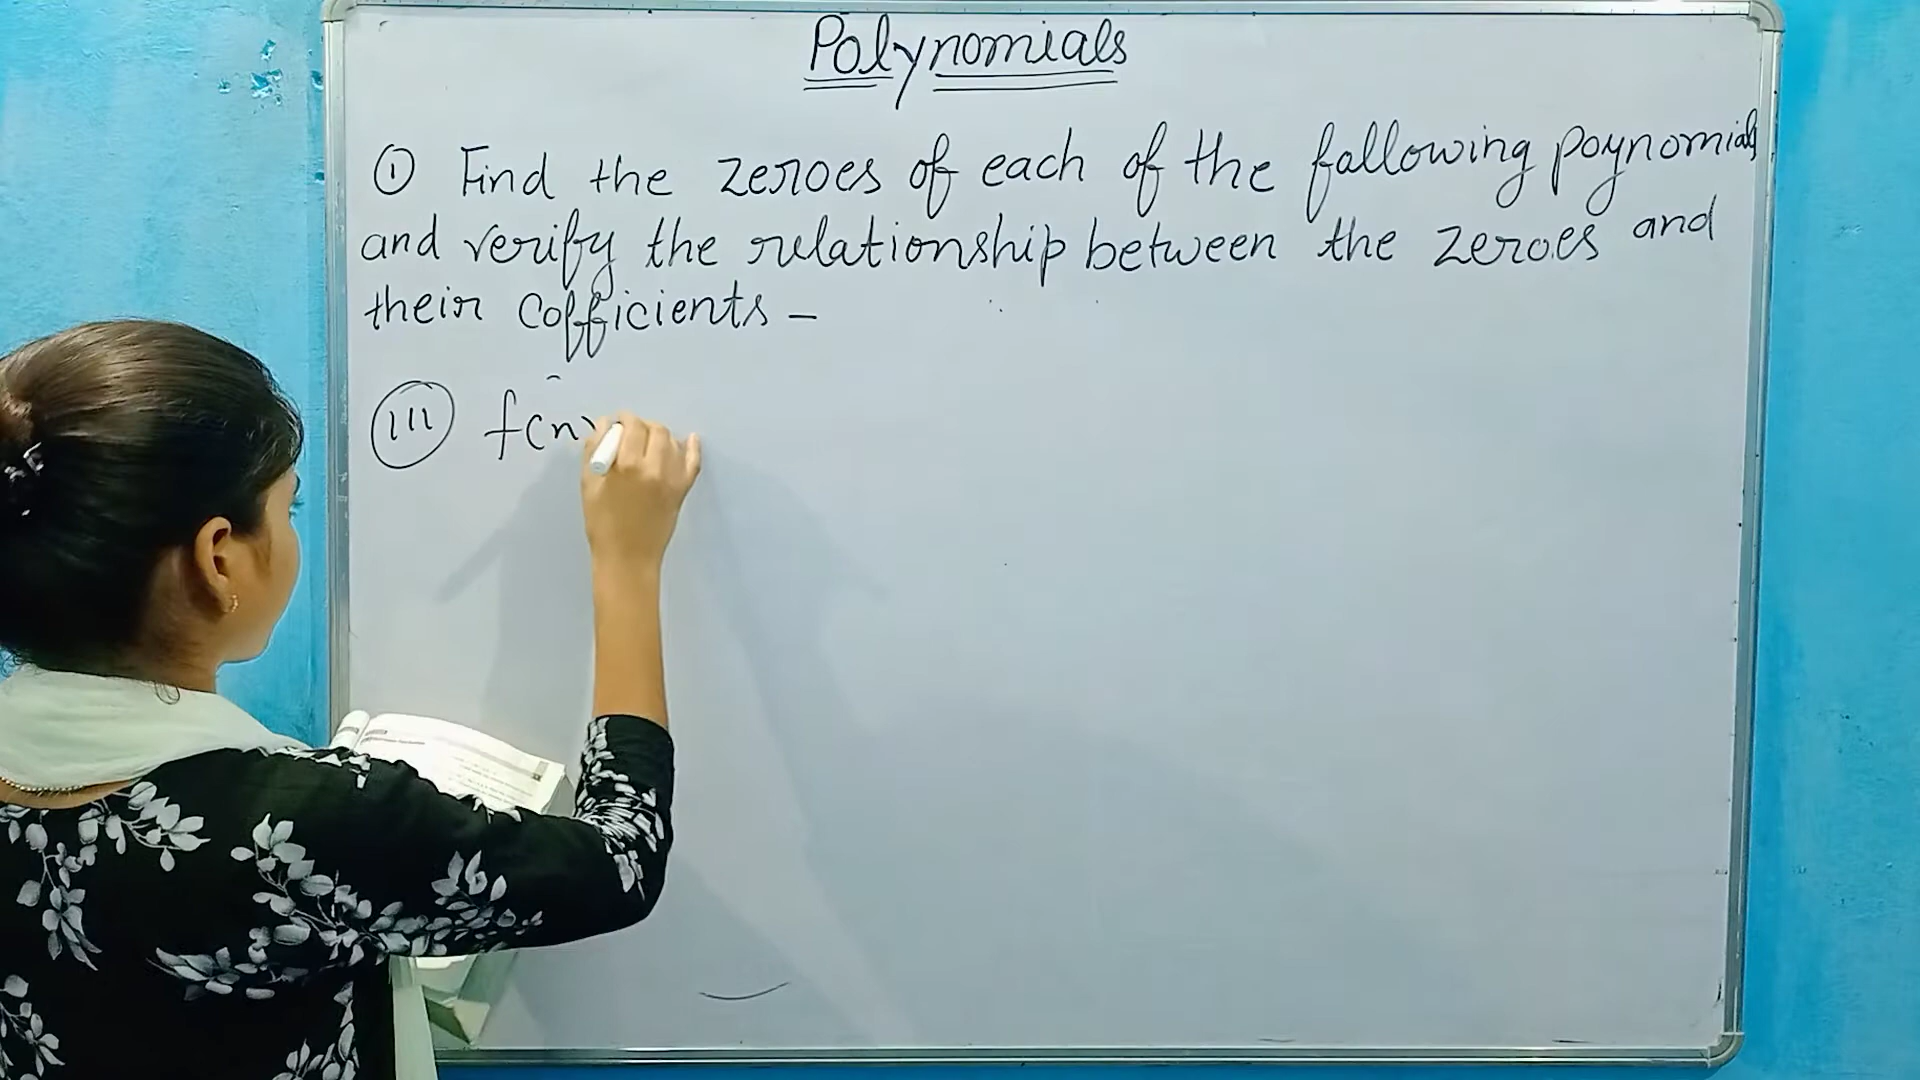 Polynomials
① Find the zeroes of each of the fallowing poynomials
and verify the relationship between the zeroes and
their cofficients -
(iii) f(n)